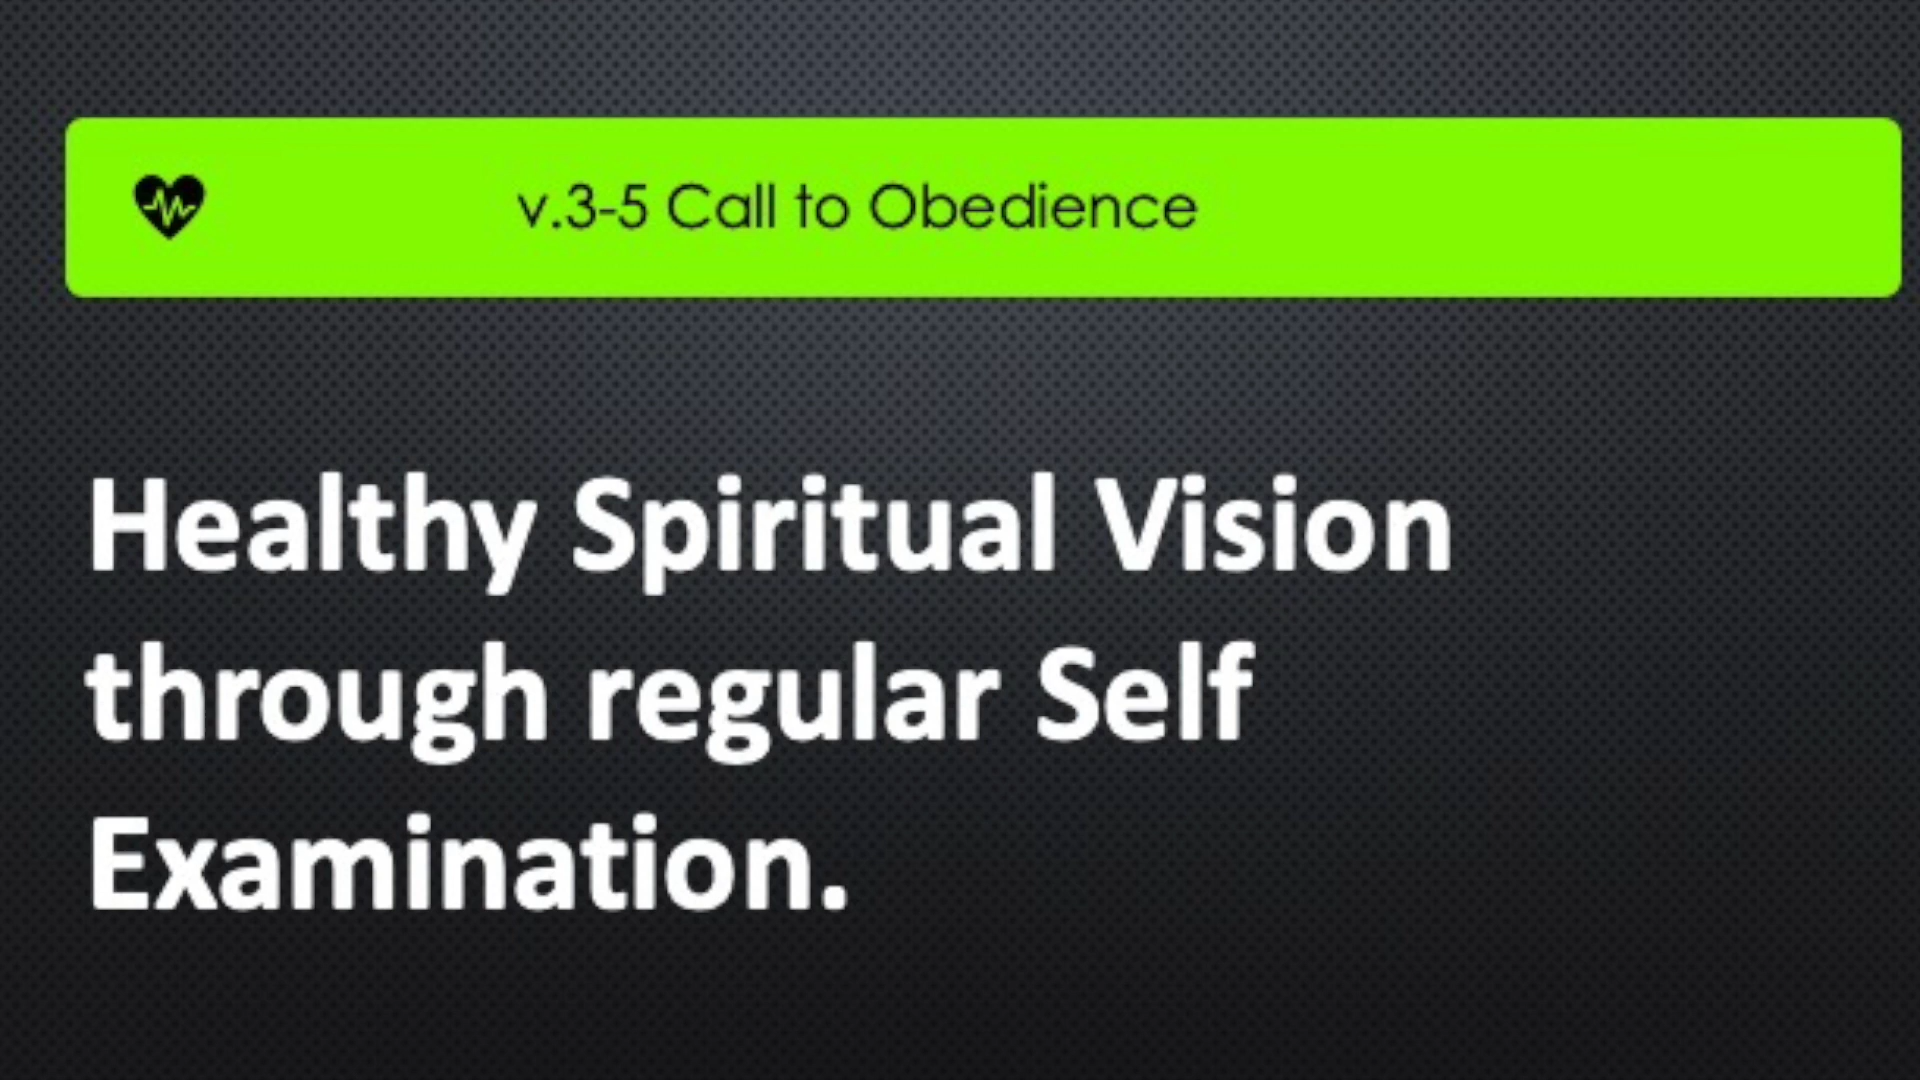 v.3-5 Call to Obedience
Healthy Spiritual Vision
through regular Self
Examination.